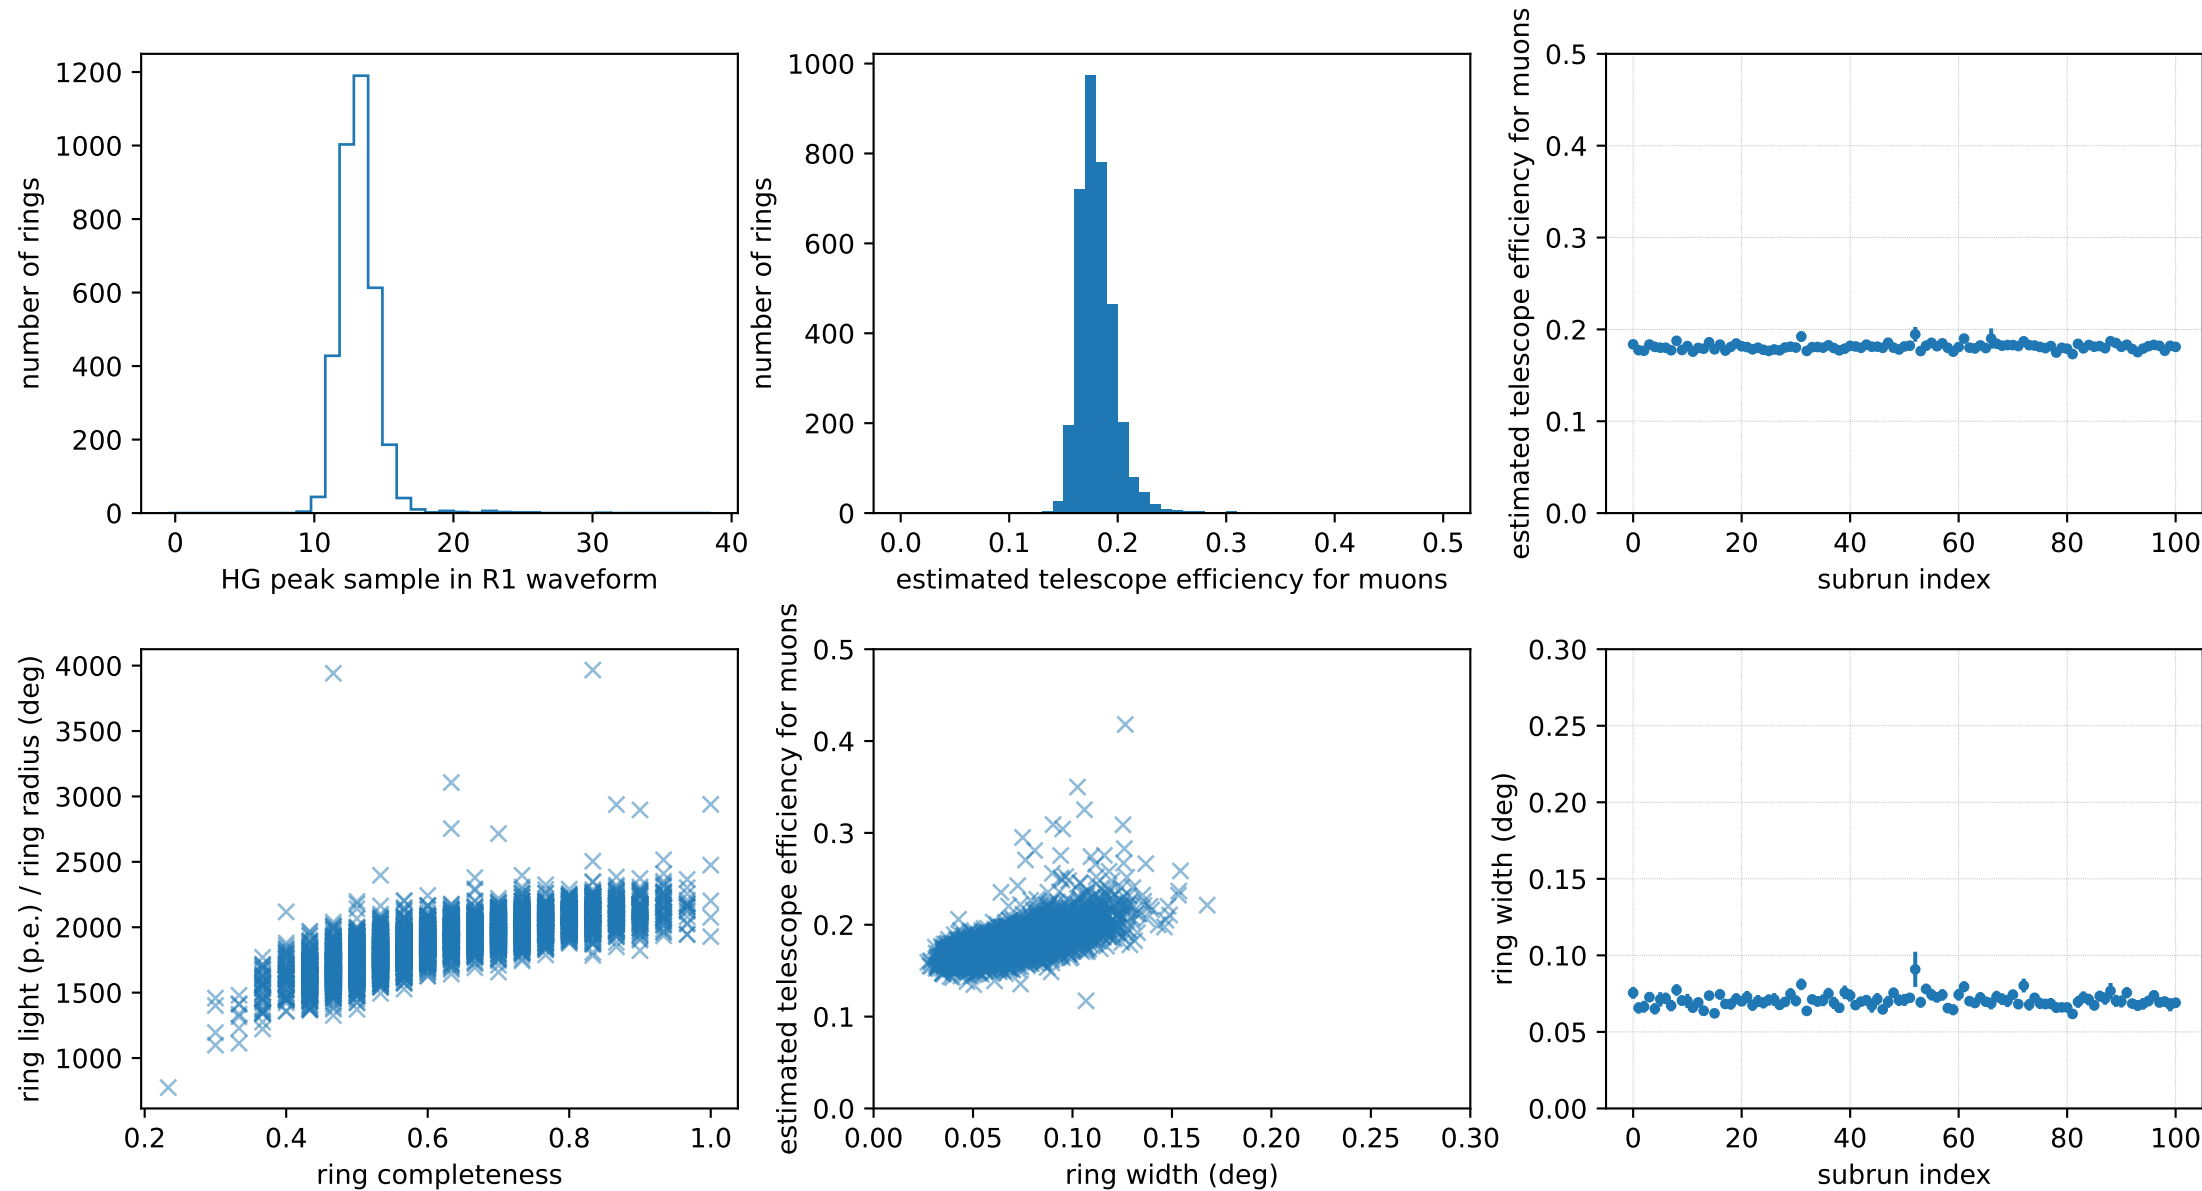 1200
1000
800
600
400
200
0
number of rings
0 10 20 30 40
HG peak sample in R1 waveform
1000
800
600
400
200
0
number of rings
0.0 0.1 0.2 0.3 0.4 0.5
estimated telescope efficiency for muons
0.5
0.4
0.3
0.2
0.1
0.0
estimated telescope efficiency for muons
0 20 40 60 80 100
subrun index
4000
3500
3000
2500
2000
1500
1000
ring light (p.e.) / ring radius (deg)
0.2 0.4 0.6 0.8 1.0
ring completeness
0.5
0.4
0.3
0.2
0.1
0.0
estimated telescope efficiency for muons
0.00 0.05 0.10 0.15 0.20 0.25 0.30
ring width (deg)
0.30
0.25
0.20
0.15
0.10
0.05
0.00
ring width (deg)
0 20 40 60 80 100
subrun index